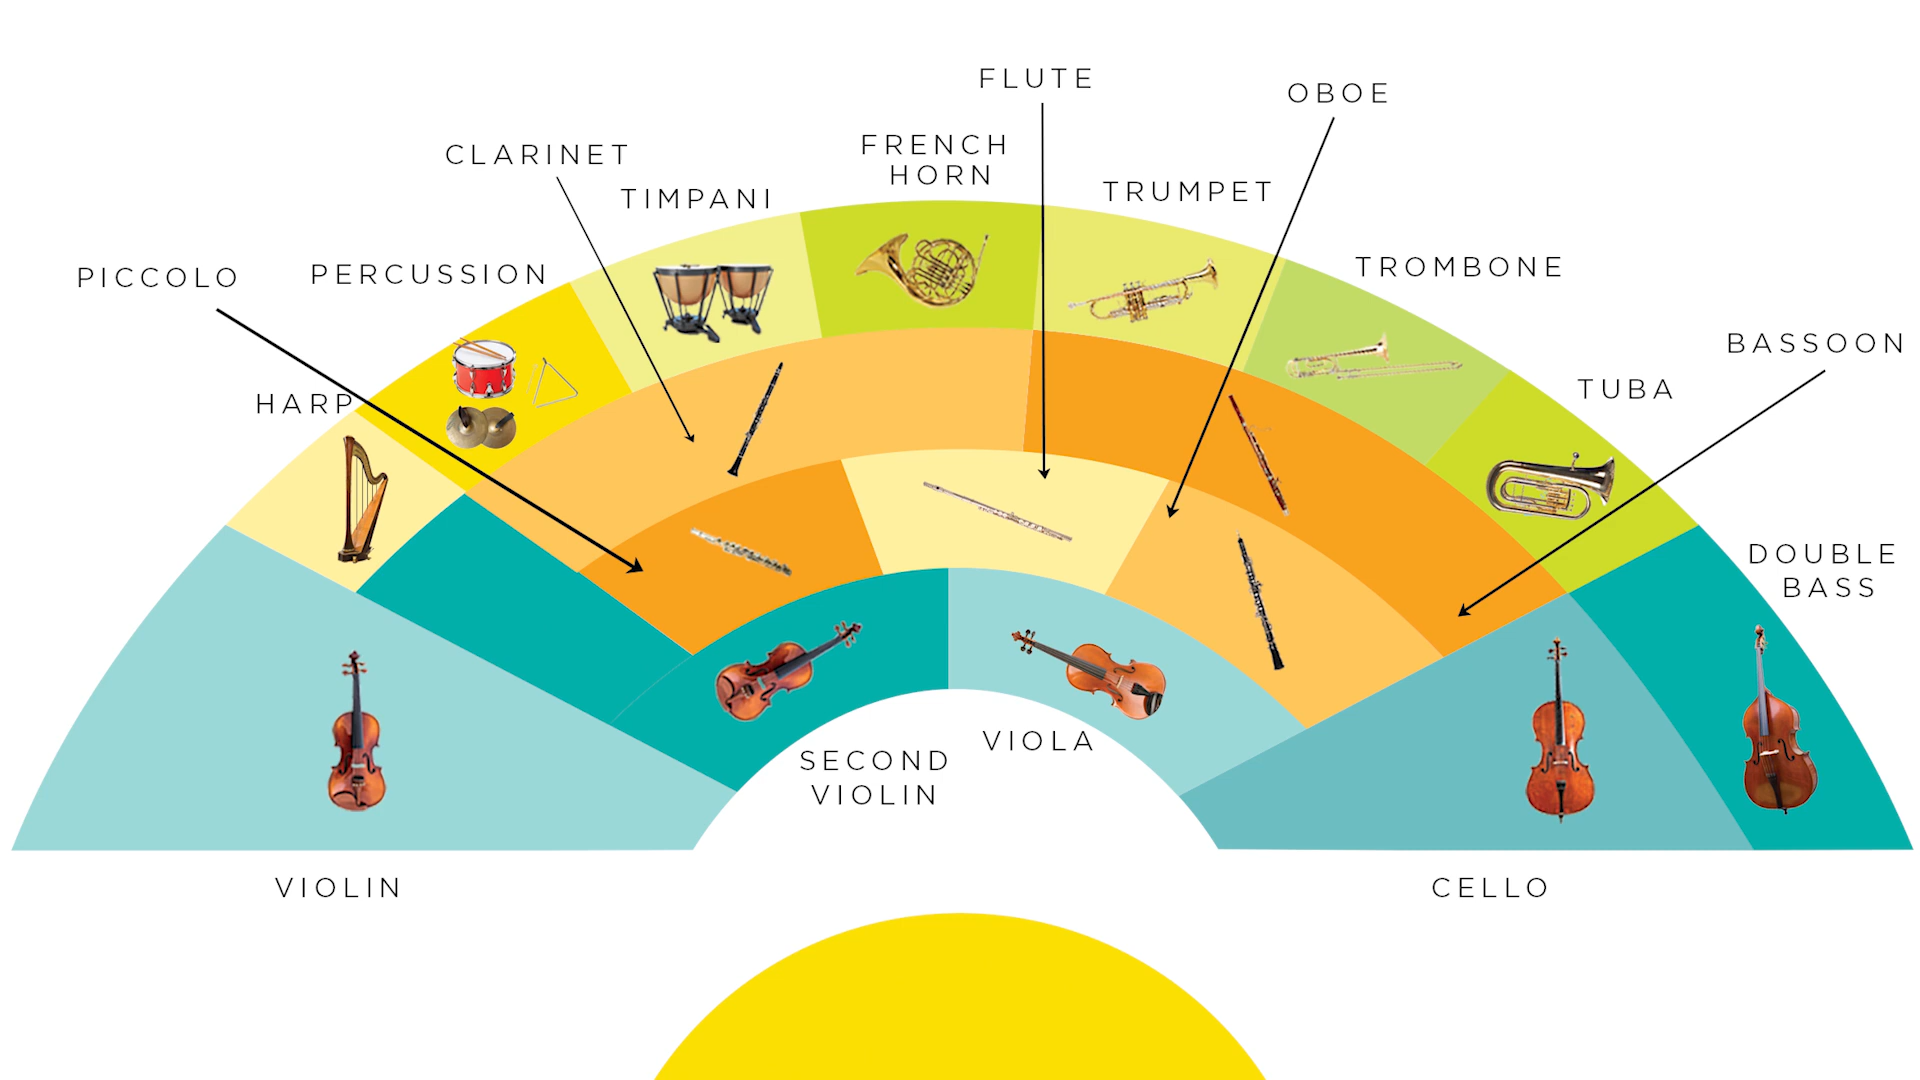 FLUTE
OBOE
FRENCH
HORN
CLARINET
TIMPANI
TRUMPET
PICCOLO
PERCUSSION
TROMBONE
BASSOON
HARP
TUBA
DOUBLE
BASS
SECOND
VIOLIN
VIOLA
VIOLIN
CELLO